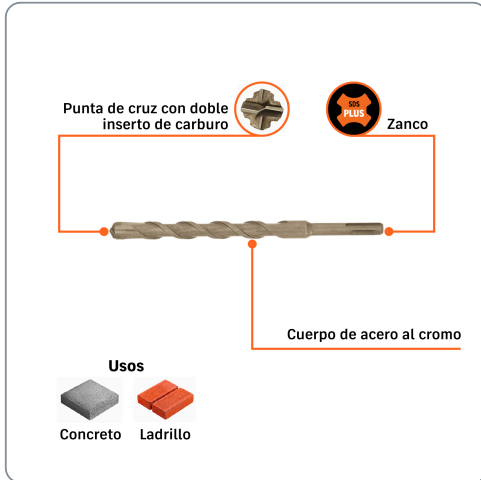 Punta de cruz con doble
inserto de carburo
SDS
PLUS
Zanco
Cuerpo de acero al cromo
Usos
Concreto
Ladrillo